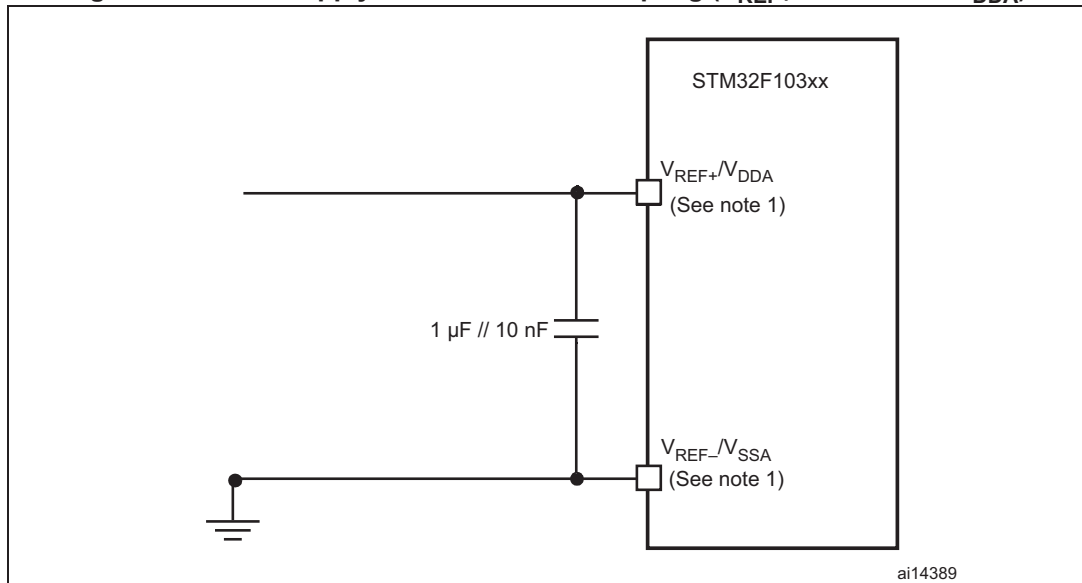 STM32F103xx
VREF+/VDDA
(See note 1)
1 µF // 10 nF
VREF–/VSSA
(See note 1)
ai14389